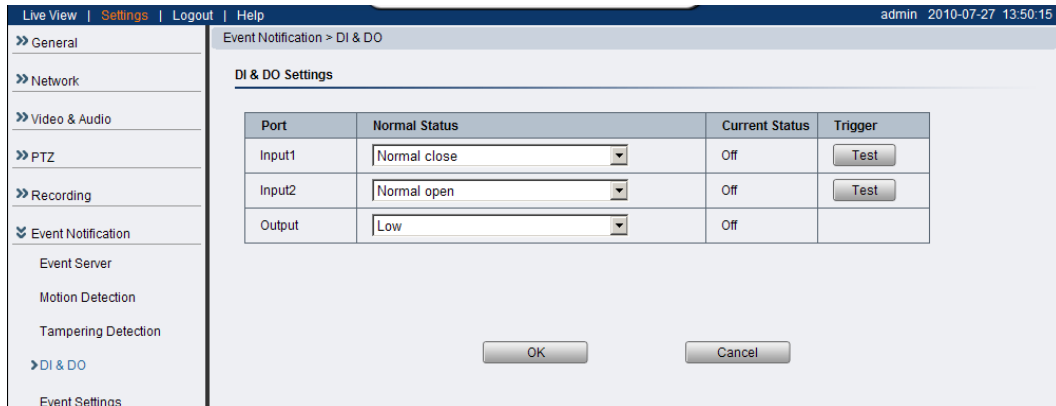 Live View | Settings | Logout | Help admin 2010-07-27 13:50:15
General
Network
Video & Audio
PTZ
Recording
Event Notification
Event Server
Motion Detection
Tampering Detection
DI & DO
Event Settings
Event Notification > DI & DO
DI & DO Settings
Port Normal Status Current Status Trigger
Input1 Normal close Off Test
Input2 Normal open Off Test
Output Low Off
OK Cancel